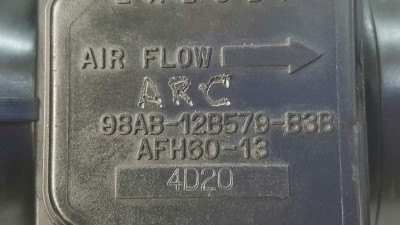 AIR FLOW
ARC
98AB-12B579-B3B
AFH60-13
4D20